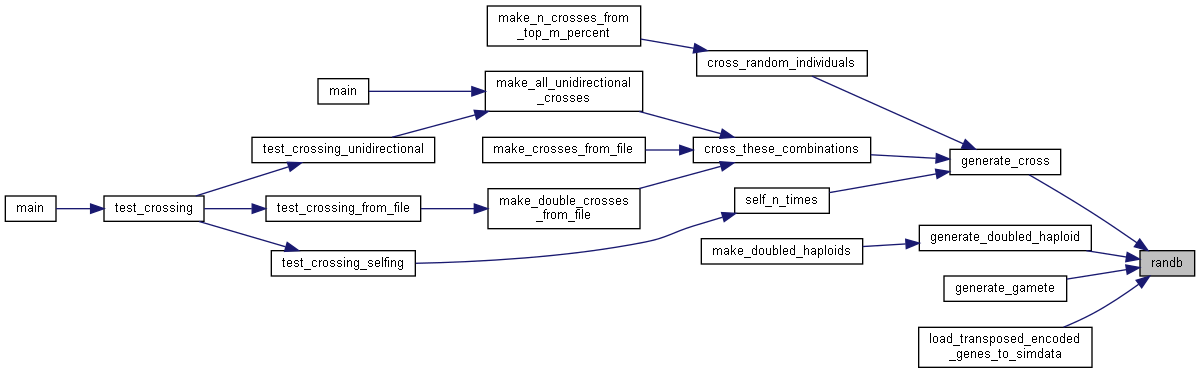 make_n_crosses_from
_top_m_percent
cross_random_individuals
main
make_all_unidirectional
_crosses
test_crossing_unidirectional
make_crosses_from_file
cross_these_combinations
generate_cross
main
test_crossing
test_crossing_from_file
make_double_crosses
_from_file
self_n_times
test_crossing_selfing
make_doubled_haploids
generate_doubled_haploid
randb
generate_gamete
load_transposed_encoded
_genes_to_simdata